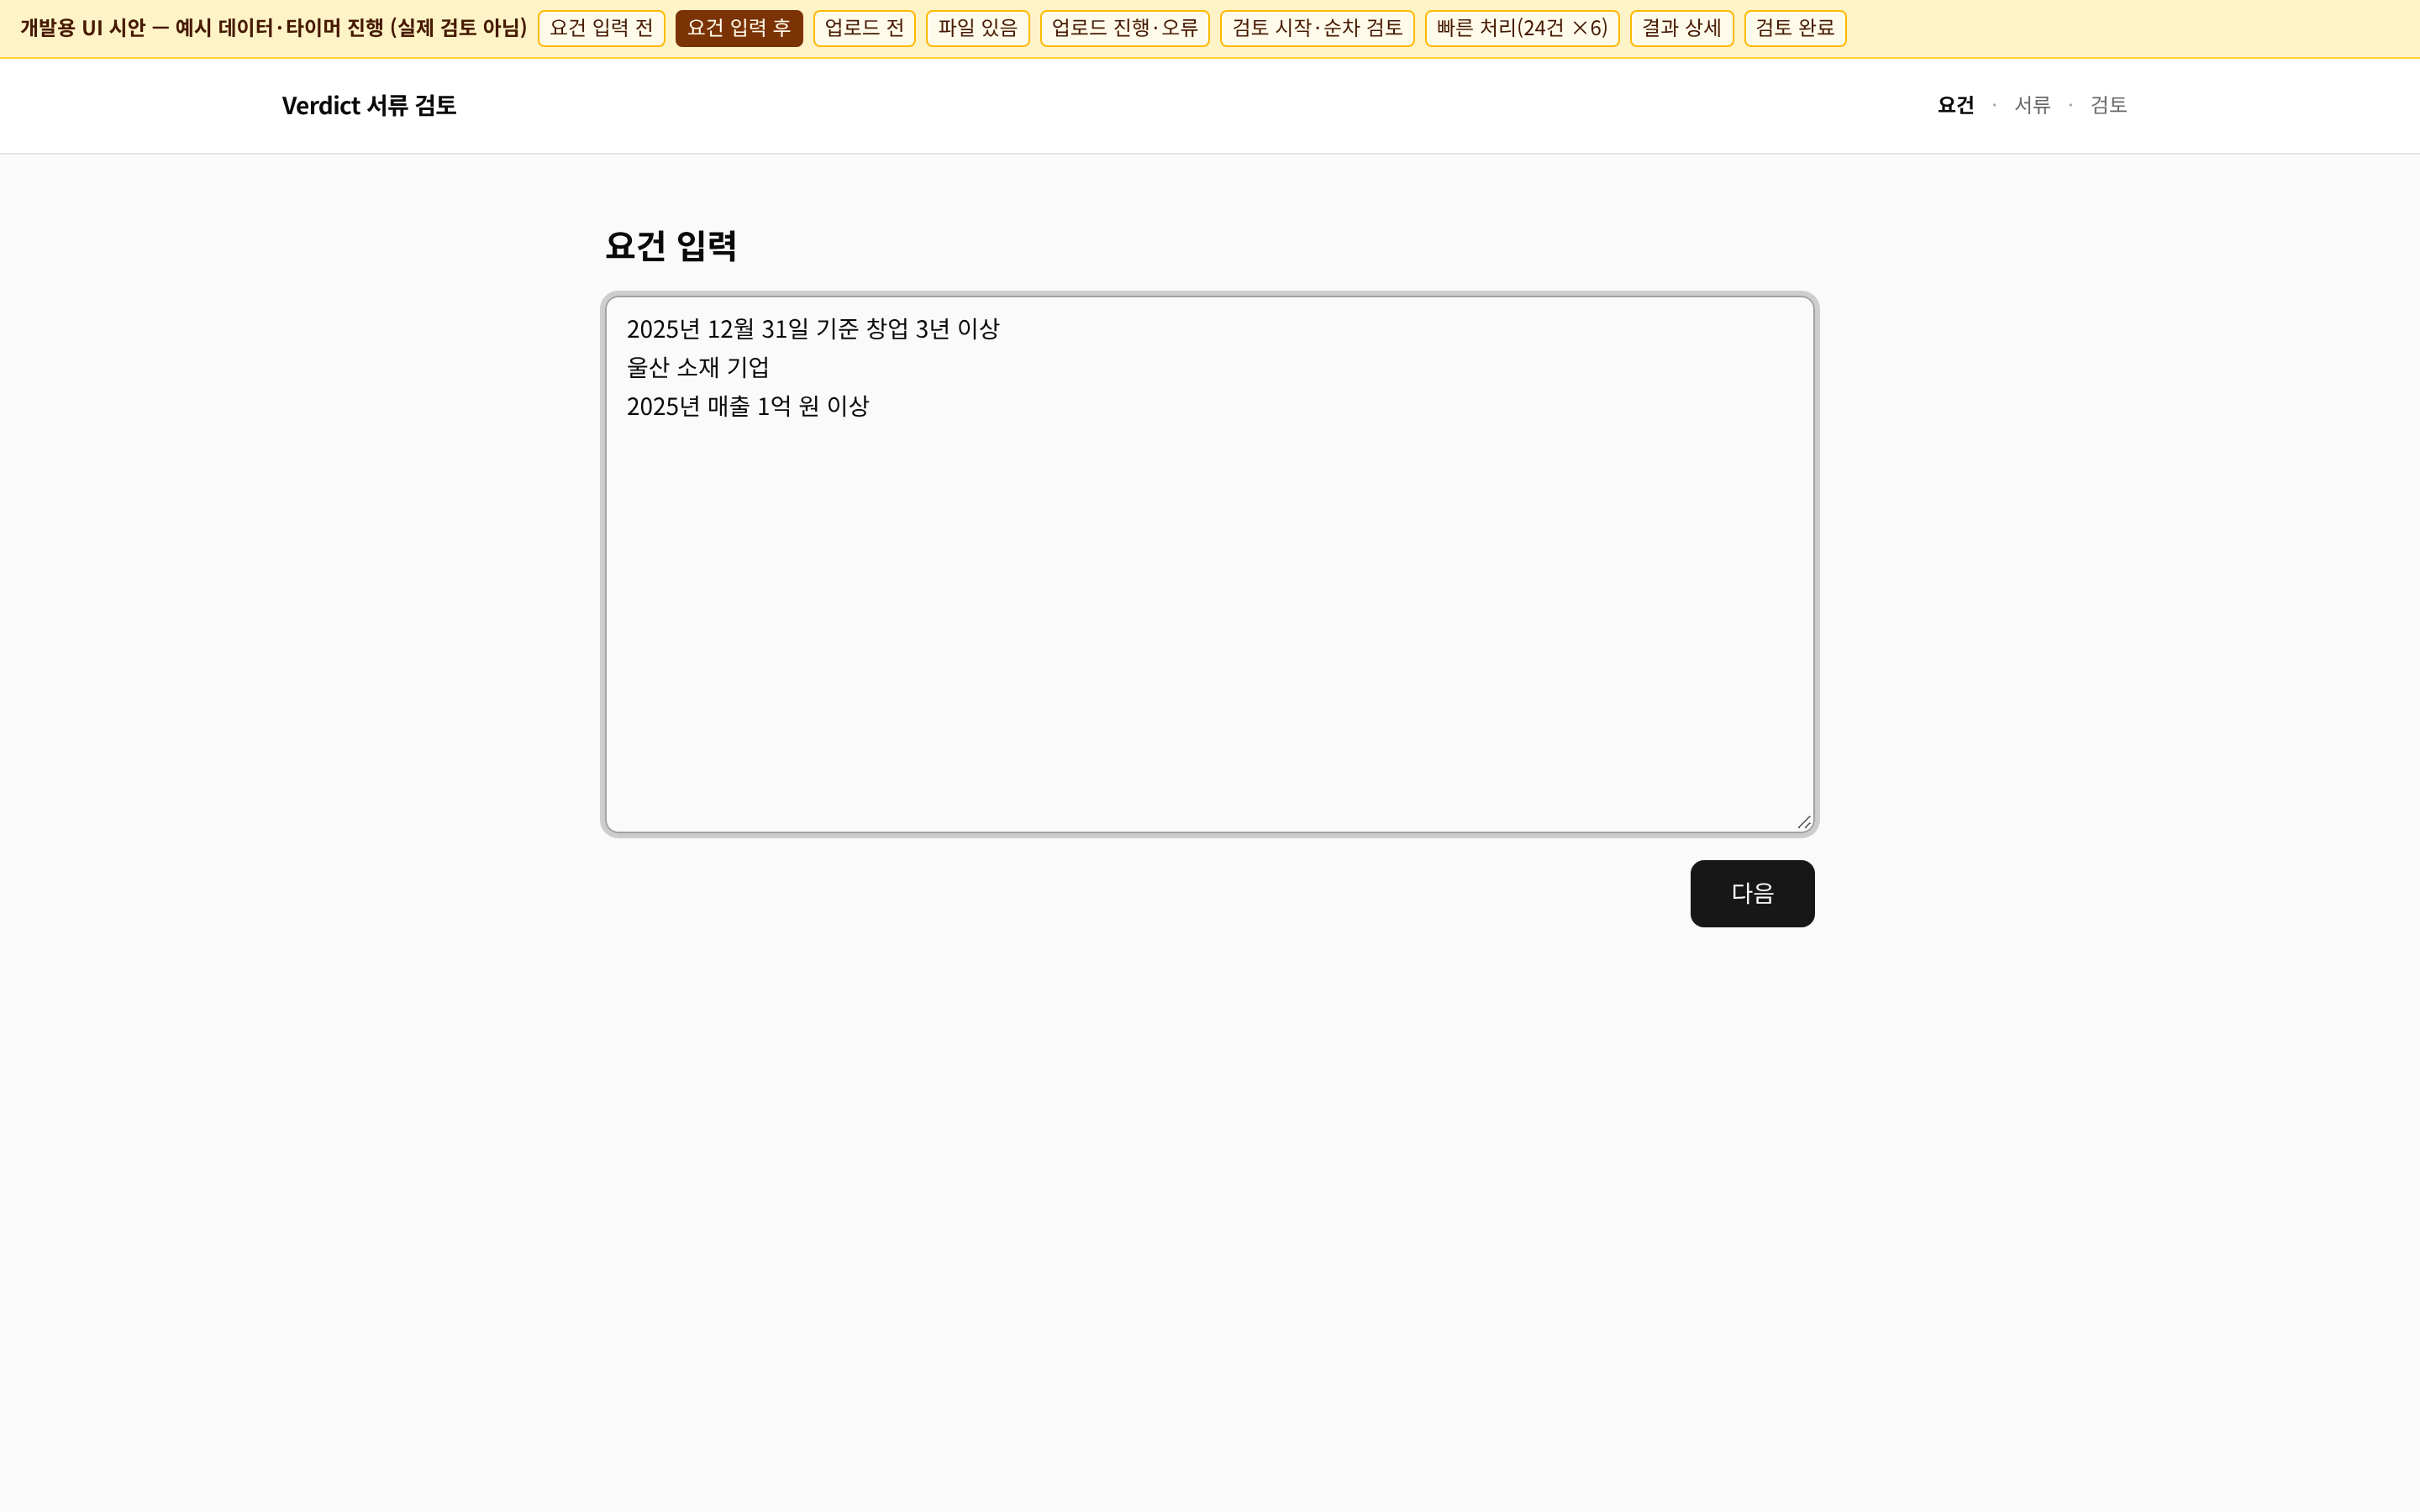 개발용 UI 시안 — 예시 데이터·타이머 진행 (실제 검토 아님) 요건 입력 전 요건 입력 후 업로드 전 파일 있음 업로드 진행·오류 검토 시작·순차 검토 빠른 처리(24건 ×6) 결과 상세 검토 완료
Verdict 서류 검토 요건 · 서류 · 검토
요건 입력
2025년 12월 31일 기준 창업 3년 이상
울산 소재 기업
2025년 매출 1억 원 이상
다음